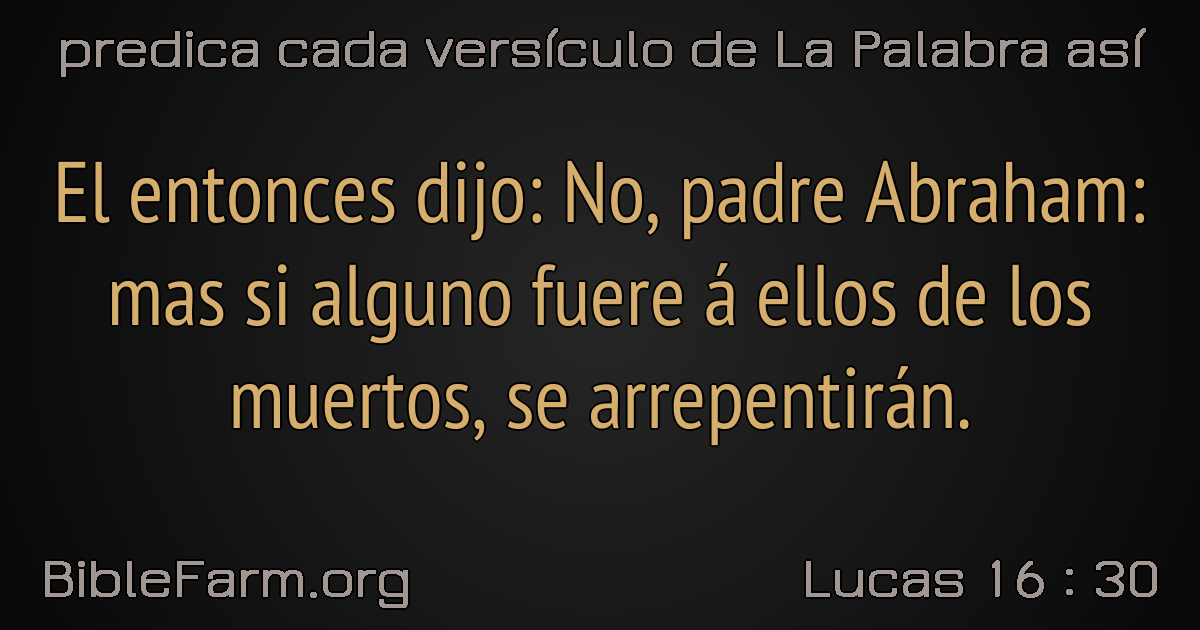 predica cada versículo de La Palabra así
El entonces dijo: No, padre Abraham:
mas si alguno fuere á ellos de los
muertos, se arrepentirán.
BibleFarm.org
Lucas 16 : 30